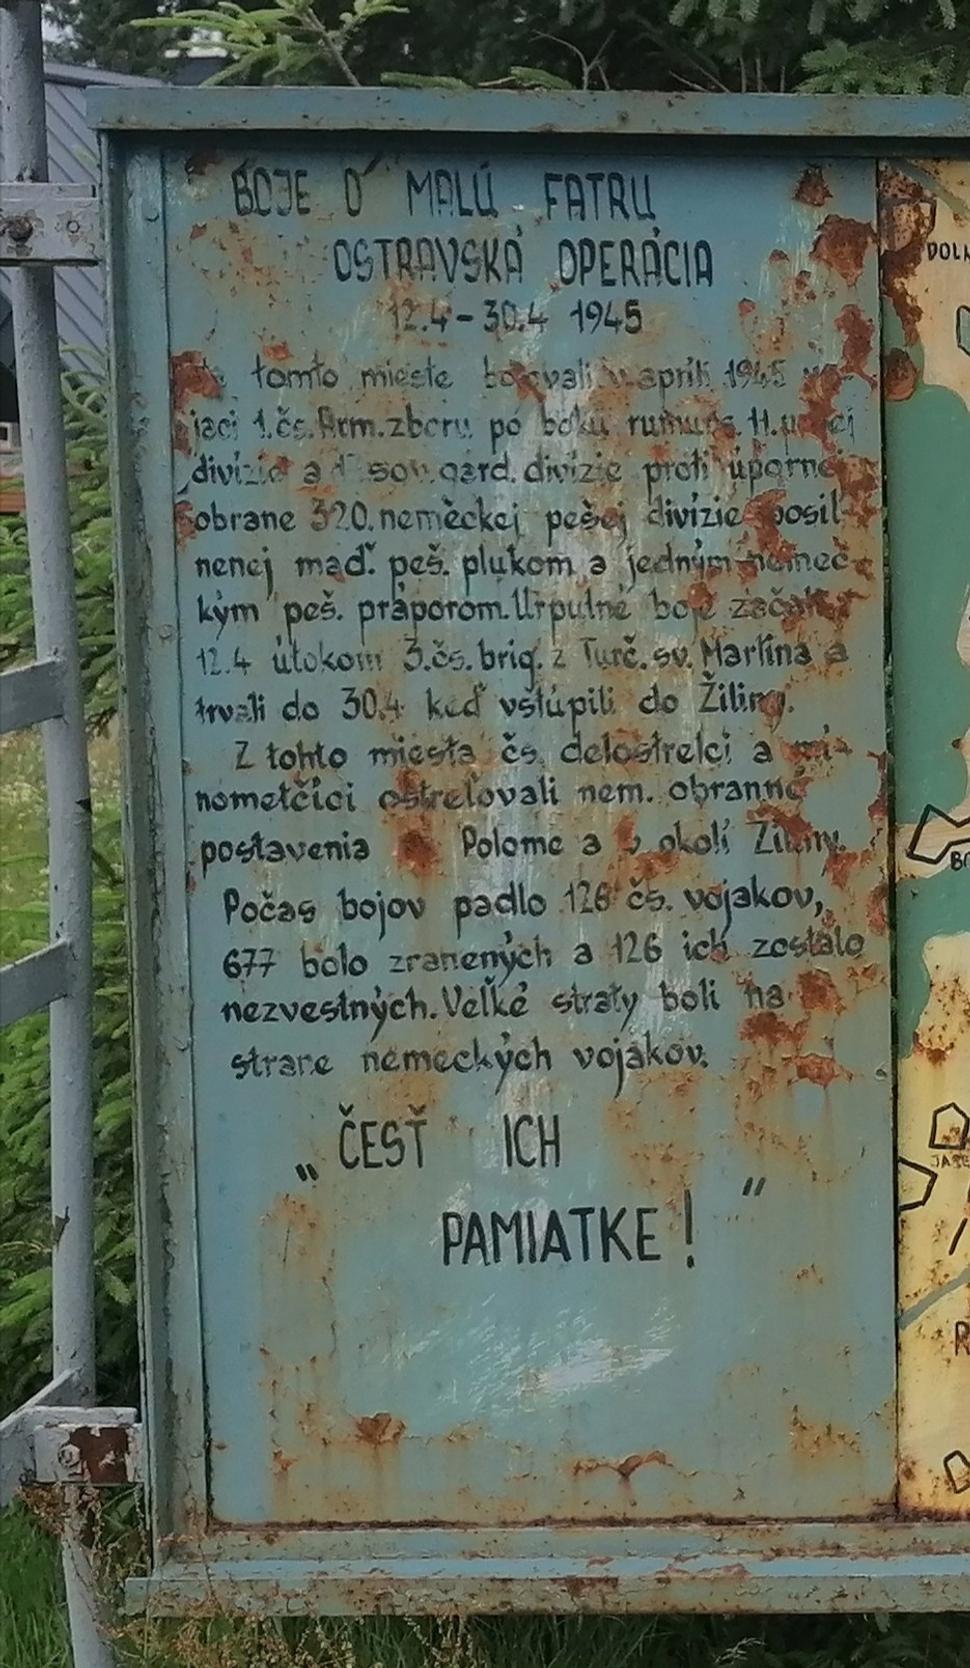 BOJE O MALÚ FATRU
OSTRAVSKÁ OPERÁCIA
12.4 - 30.4 1945
tomto mieste bojovali v apríli 1945
jaci 1. čs. Arm. zboru po boku rumuns. 11.
divízie a sov. gard. divízie proti úpornej
obrane 320. nemeckej pešej divízie posil
nenej maď. peš. plukom a jedným nemec-
kým peš. práporom. Urputné boje začali
12.4 útokom 3. čs. brig. z Turč. sv. Martina a
trvali do 30.4 keď vstúpili do Žiliny.
Z tohto miesta čs. delostrelci a mí-
nometčíci ostreľovali nem. obranné
postavenia Polome a okolí Žiliny.
Počas bojov padlo 126 čs. vojakov,
677 bolo zranených a 126 ich zostalo
nezvestných. Veľké straty boli na
strane nemeckých vojakov.
„ČESŤ ICH
PAMIATKE! "